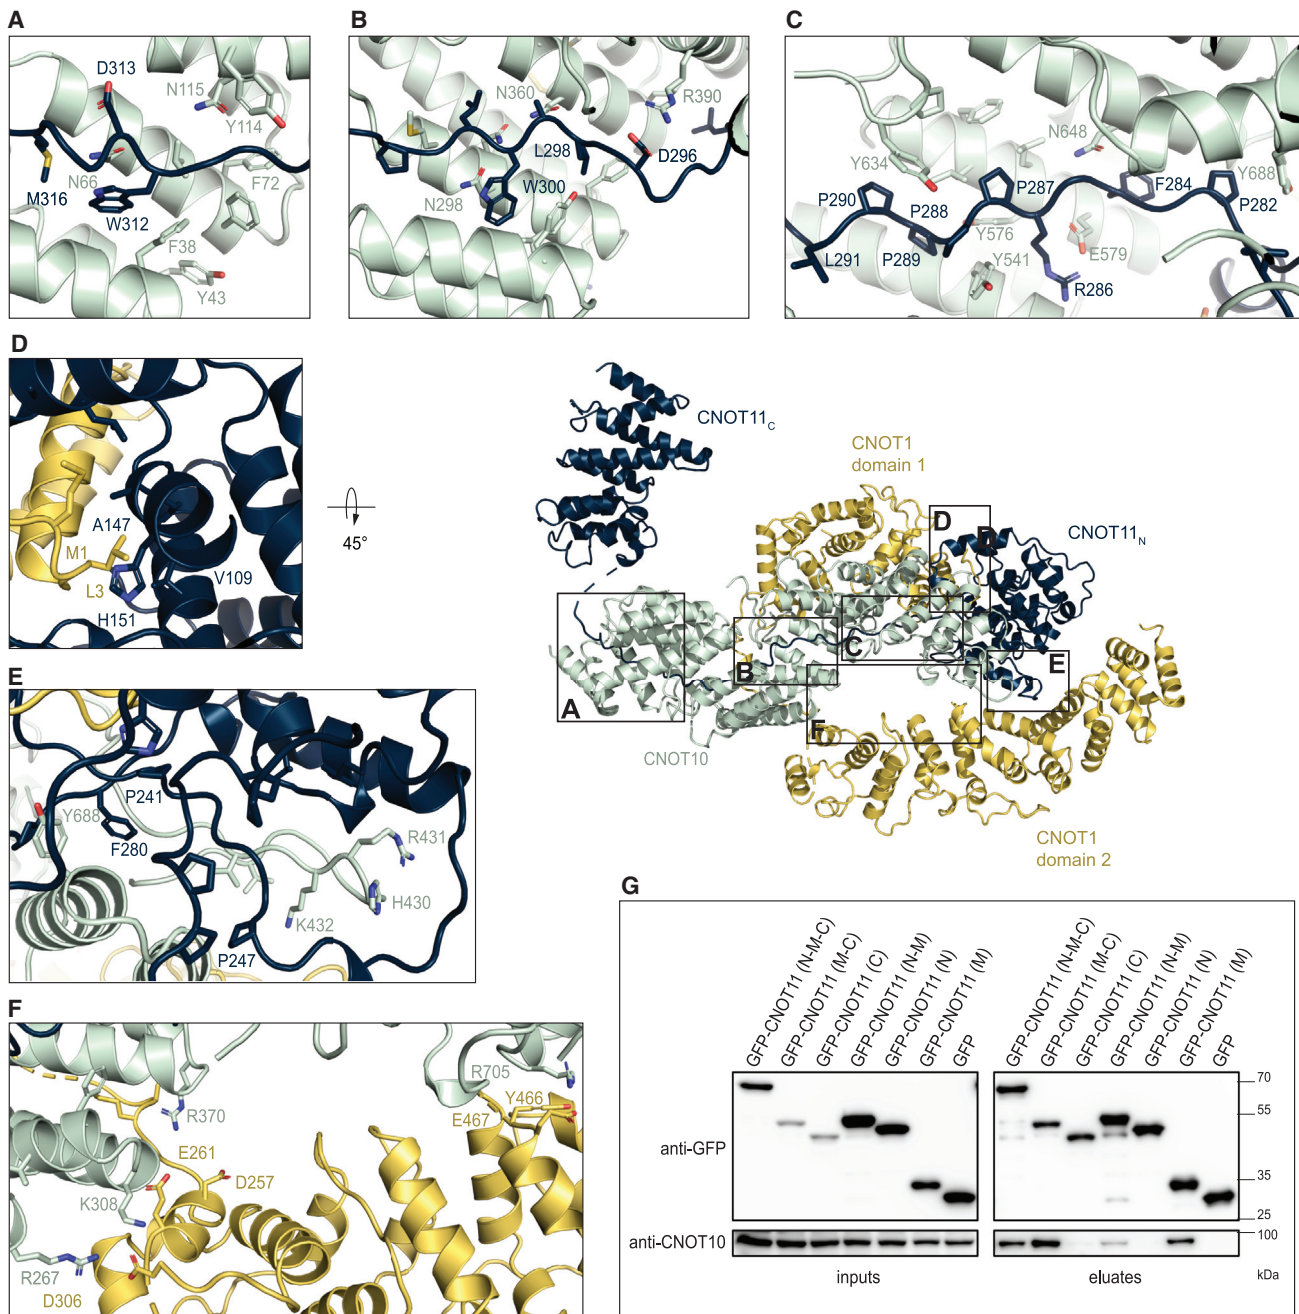 A
D313
N115
Y114
N66
F72
M316
W312
F38
Y43
B
N360
R390
L298
D296
W300
N298
C
N648
Y634
Y688
P287
F284
P290
P288
P282
Y576
E579
P289
Y541
L291
R286
D
A147
M1
V109
L3
H151
45°
CNOT11C
CNOT1
domain 1
D
CNOT11N
C
B
E
A
F
CNOT10
CNOT1
domain 2
E
P241
Y688
F280
R431
H430
K432
P247
F
R705
Y466
R370
E467
E261
D257
K308
R267
D306
G
GFP-CNOT11 (N-M-C)
GFP-CNOT11 (M-C)
GFP-CNOT11 (C)
GFP-CNOT11 (N-M)
GFP-CNOT11 (N)
GFP-CNOT11 (M)
GFP
GFP-CNOT11 (N-M-C)
GFP-CNOT11 (M-C)
GFP-CNOT11 (C)
GFP-CNOT11 (N-M)
GFP-CNOT11 (N)
GFP-CNOT11 (M)
GFP
70
55
anti-GFP
35
25
anti-CNOT10
100
inputs
eluates
kDa